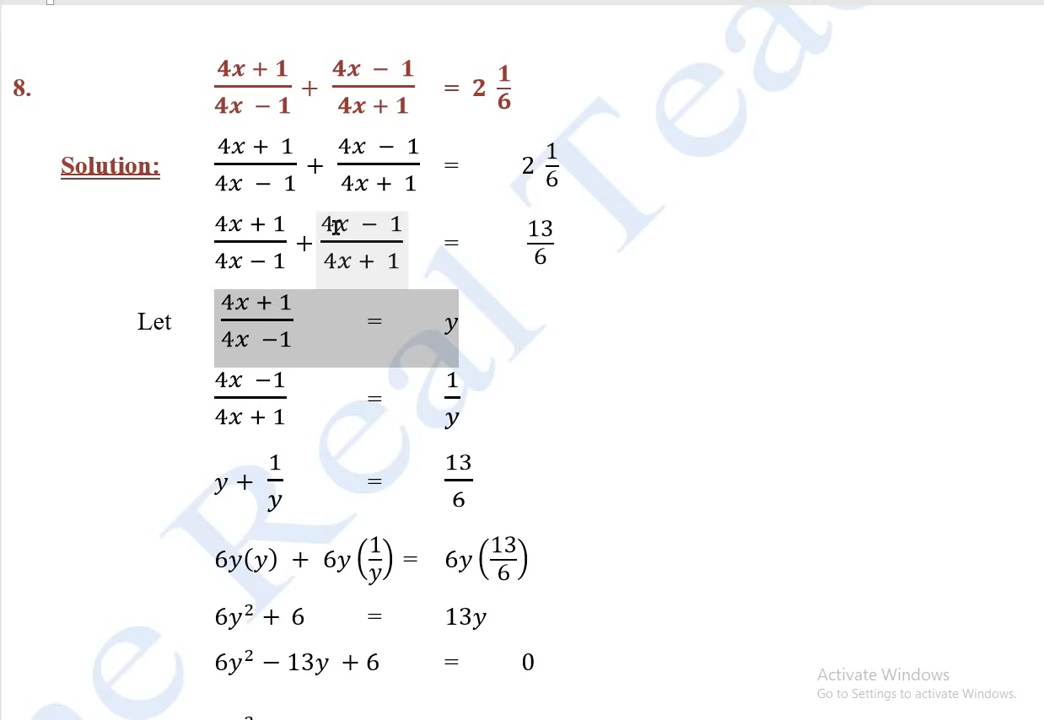 8. (4x + 1)/(4x − 1) + (4x − 1)/(4x + 1) = 2 1/6
Solution: (4x + 1)/(4x − 1) + (4x − 1)/(4x + 1) = 2 1/6
(4x + 1)/(4x − 1) + (4x − 1)/(4x + 1) = 13/6
Let (4x + 1)/(4x −1) = y
(4x −1)/(4x + 1) = 1/y
y + 1/y = 13/6
6y(y) + 6y(1/y) = 6y(13/6)
6y² + 6 = 13y
6y² − 13y + 6 = 0
Activate Windows
Go to Settings to activate Windows.
e Real Tea